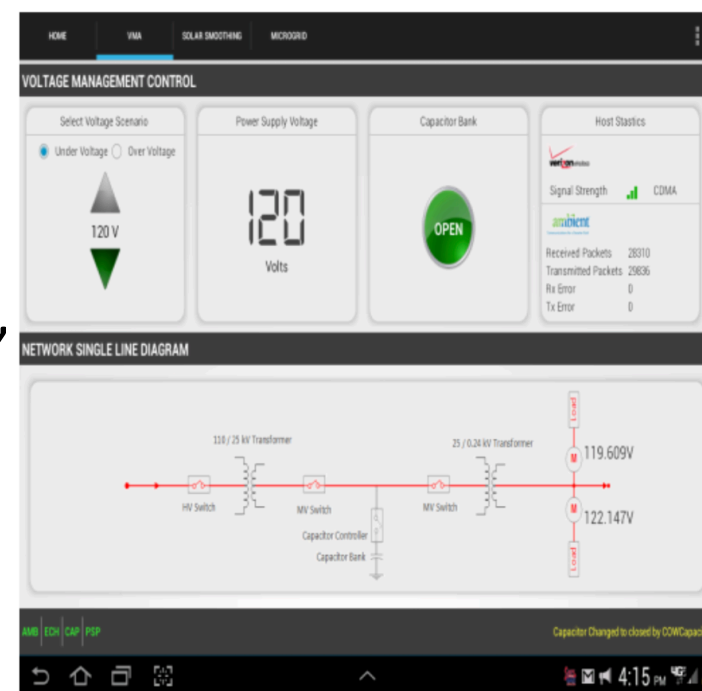 HOME VMA SOLAR SMOOTHING MICROGRID
VOLTAGE MANAGEMENT CONTROL
Select Voltage Scenario
Under Voltage Over Voltage
120 V
Power Supply Voltage
120
Volts
Capacitor Bank
OPEN
Host Stastics
verizon wireless
Signal Strength CDMA
ambient
Received Packets 28310
Transmitted Packets 29836
Rx Error 0
Tx Error 0
NETWORK SINGLE LINE DIAGRAM
110 / 25 kV Transformer
25 / 0.24 kV Transformer
Load
M 119.609V
HV Switch
MV Switch
MV Switch
M 122.147V
Capacitor Controller
Capacitor Bank
Load
AMB ECH CAP PSP
Capacitor Changed to closed by COWCapaci
4:15 PM 4G